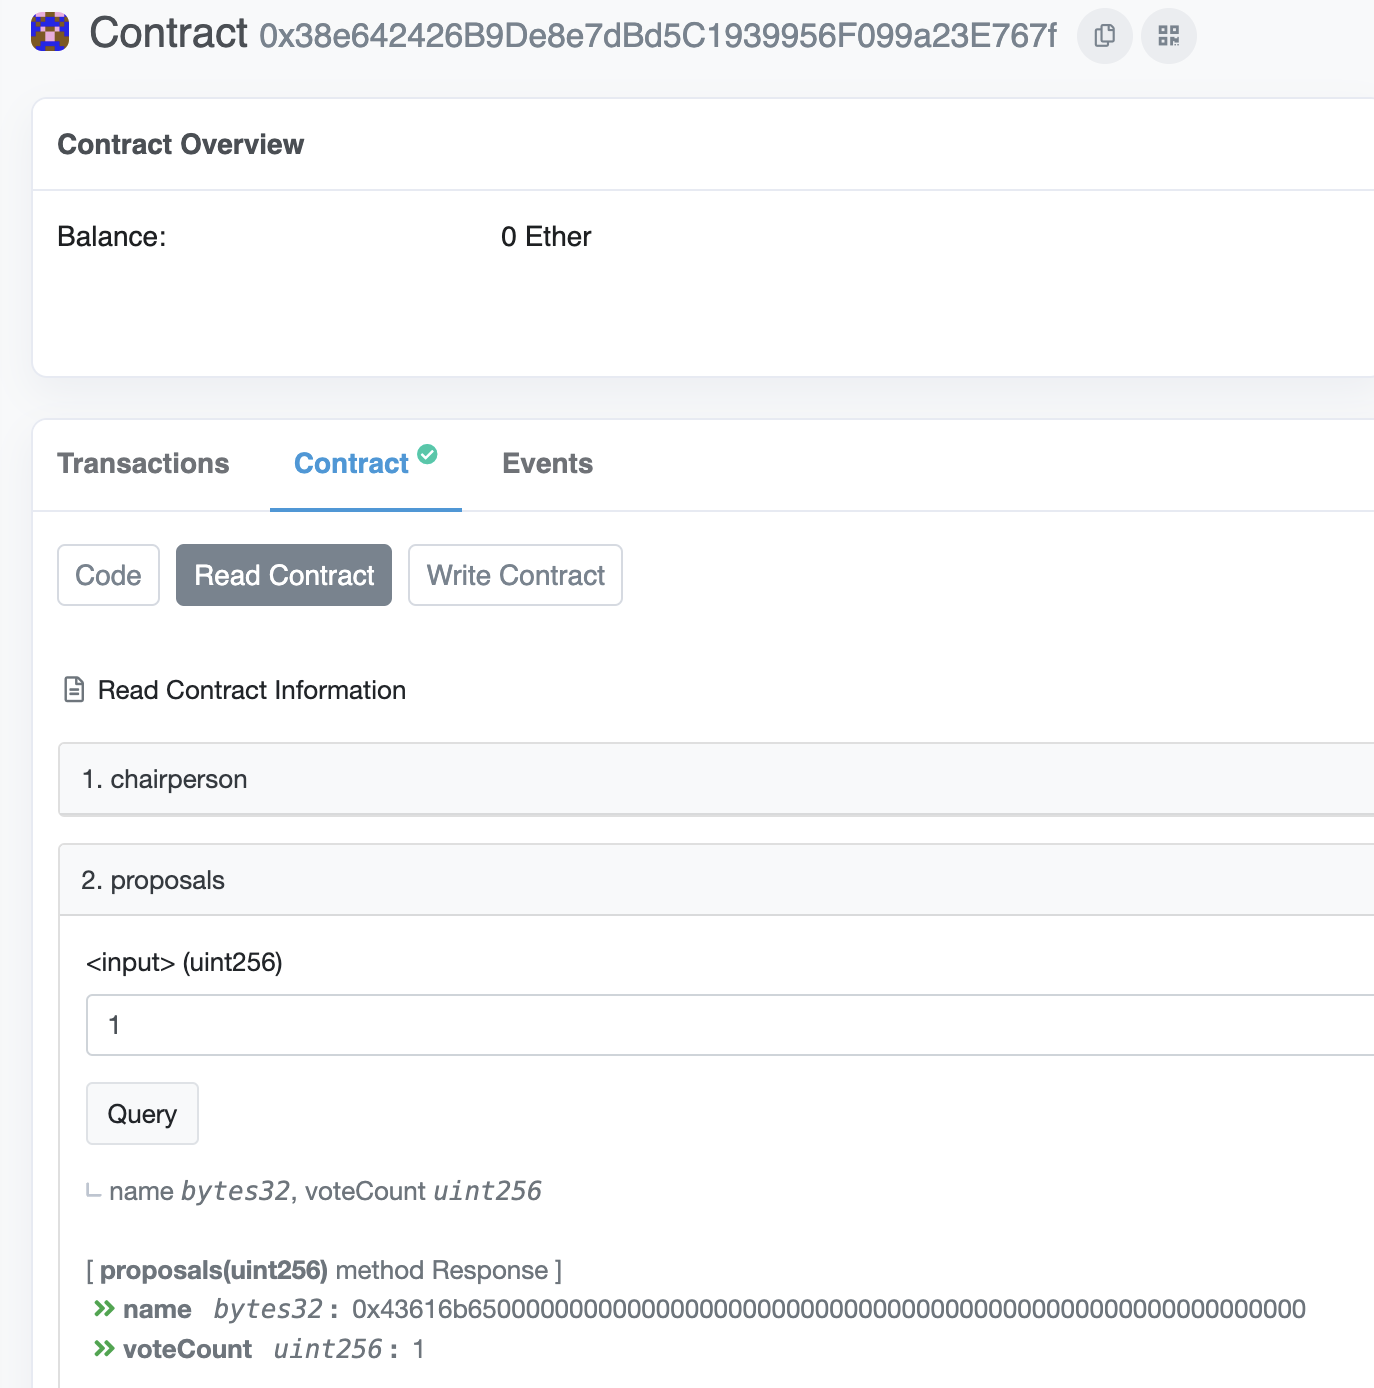 Contract 0x38e642426B9De8e7dBd5C1939956F099a23E767f
Contract Overview
Balance: 0 Ether
Transactions Contract Events
Code Read Contract Write Contract
Read Contract Information
1. chairperson
2. proposals
<input> (uint256)
1
Query
name bytes32, voteCount uint256
[ proposals(uint256) method Response ]
name bytes32 : 0x43616b6500000000000000000000000000000000000000000000000000000000
voteCount uint256 : 1